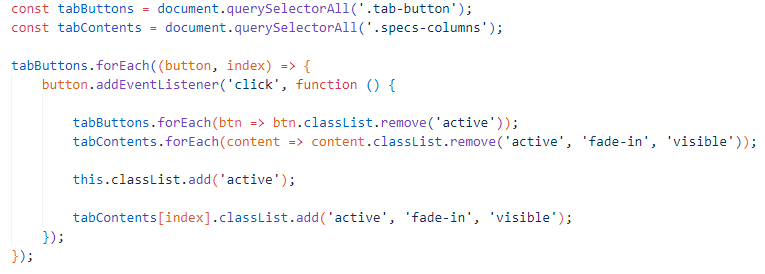 const tabButtons = document.querySelectorAll('.tab-button');
const tabContents = document.querySelectorAll('.specs-columns');
tabButtons.forEach((button, index) => {
button.addEventListener('click', function () {
tabButtons.forEach(btn => btn.classList.remove('active'));
tabContents.forEach(content => content.classList.remove('active', 'fade-in', 'visible'));
this.classList.add('active');
tabContents[index].classList.add('active', 'fade-in', 'visible');
});
});